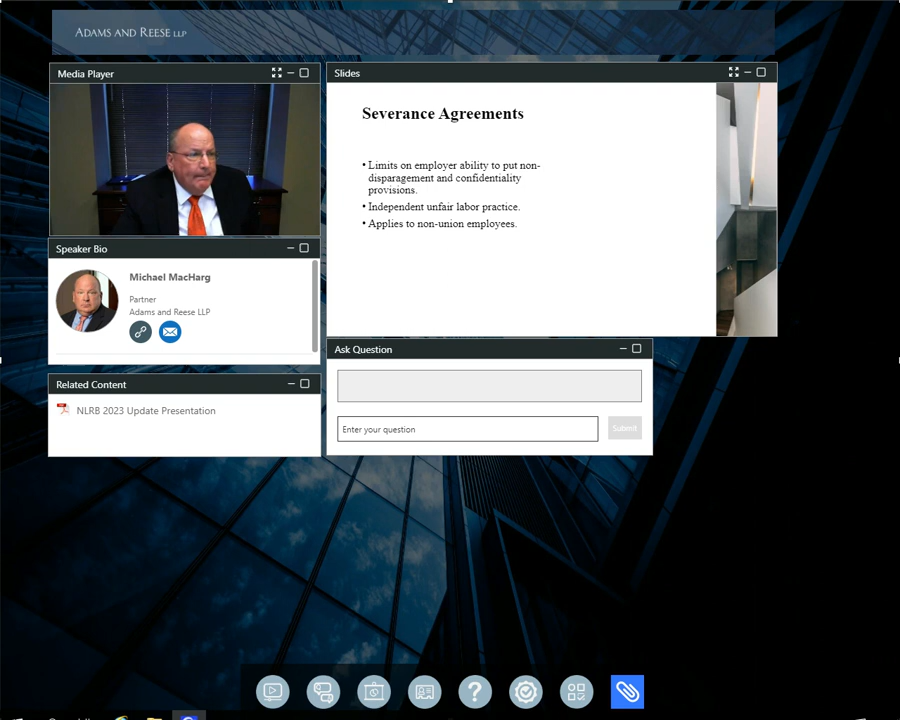 ADAMS AND REESE LLP
Media Player
Slides
Severance Agreements
• Limits on employer ability to put non-
disparagement and confidentiality
provisions.
• Independent unfair labor practice.
• Applies to non-union employees.
Speaker Bio
Michael MacHarg
Partner
Adams and Reese LLP
Ask Question
Enter your question
Submit
Related Content
NLRB 2023 Update Presentation
?